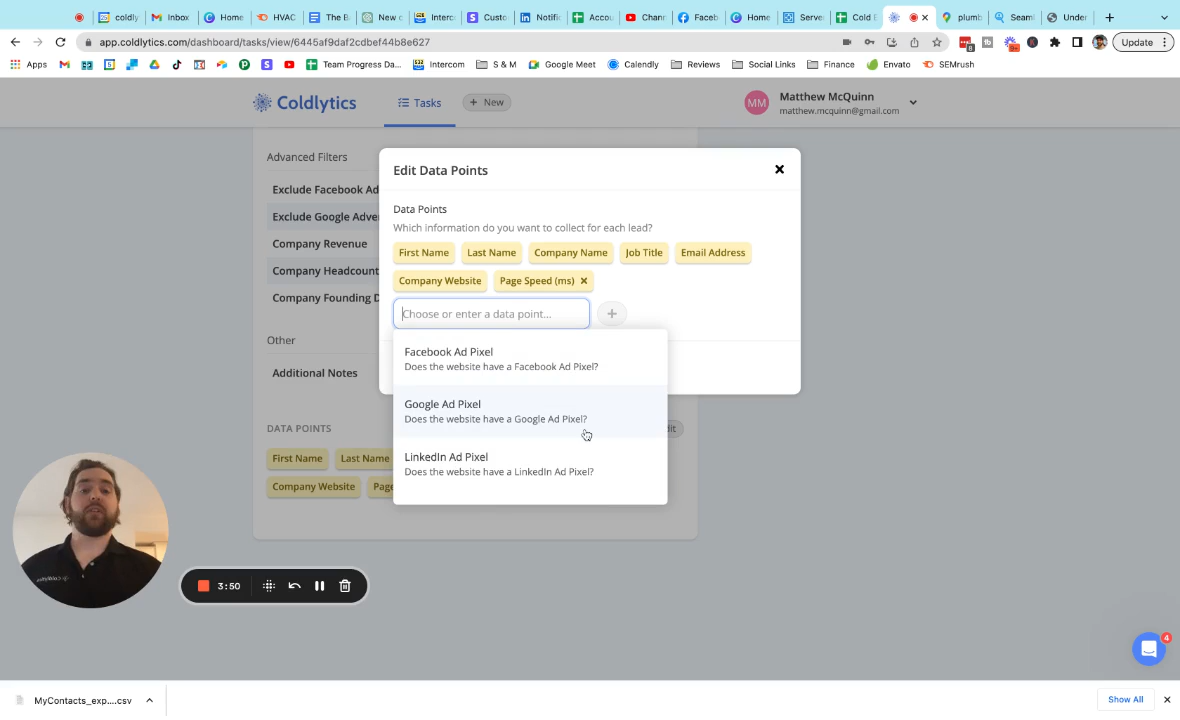 coldly
Inbox
Home
HVAC
The B
New c
Interc
Custo
Notific
Accou
Chann
Faceb
Home
Server
Cold E
plumb
Seam
Under
app.coldlytics.com/dashboard/tasks/view/6445af9daf2cdbef44b8e627
Update
Apps
Team Progress Da...
Intercom
S & M
Google Meet
Calendly
Reviews
Social Links
Finance
Envato
SEMrush
Coldlytics
Tasks
+ New
MM
Matthew McQuinn
matthew.mcquinn@gmail.com
Advanced Filters
Exclude Facebook Ad
Exclude Google Adver
Company Revenue
Company Headcount
Company Founding D
Other
Additional Notes
DATA POINTS
First Name
Last Name
Company Website
Page
Edit Data Points
Data Points
Which information do you want to collect for each lead?
First Name
Last Name
Company Name
Job Title
Email Address
Company Website
Page Speed (ms)
Choose or enter a data point...
Facebook Ad Pixel
Does the website have a Facebook Ad Pixel?
Google Ad Pixel
Does the website have a Google Ad Pixel?
LinkedIn Ad Pixel
Does the website have a LinkedIn Ad Pixel?
3:50
4
MyContacts_exp....csv
Show All